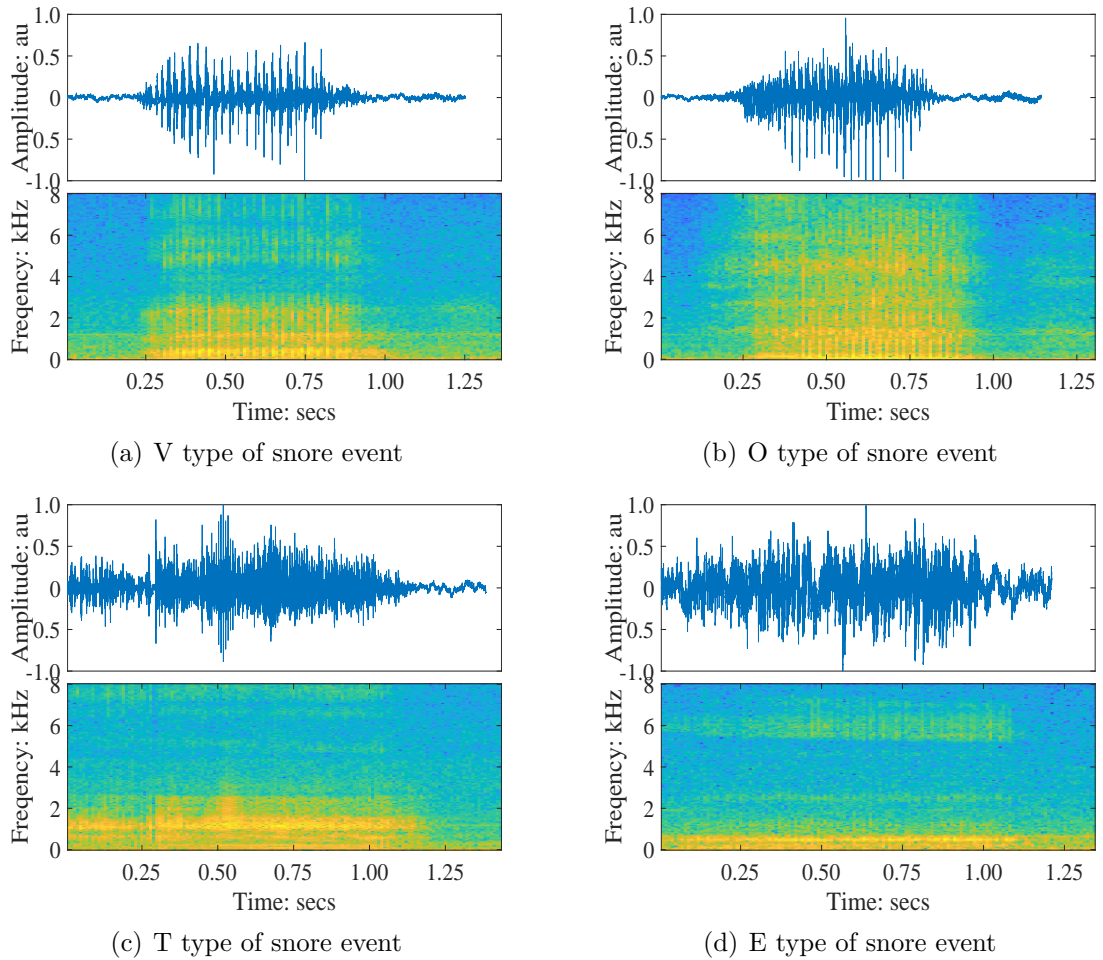 1.0
0.5
0
0.5
-1.0
Amplitude: au
8
6
4
2
0
Freqency: kHz
0.25 0.50 0.75 1.00 1.25
Time: secs
(a) V type of snore event
1.0
0.5
0
0.5
-1.0
Amplitude: au
8
6
4
2
0
Freqency: kHz
0.25 0.50 0.75 1.00 1.25
Time: secs
(b) O type of snore event
1.0
0.5
0
0.5
-1.0
Amplitude: au
8
6
4
2
0
Freqency: kHz
0.25 0.50 0.75 1.00 1.25
Time: secs
(c) T type of snore event
1.0
0.5
0
0.5
-1.0
Amplitude: au
8
6
4
2
0
Freqency: kHz
0.25 0.50 0.75 1.00 1.25
Time: secs
(d) E type of snore event